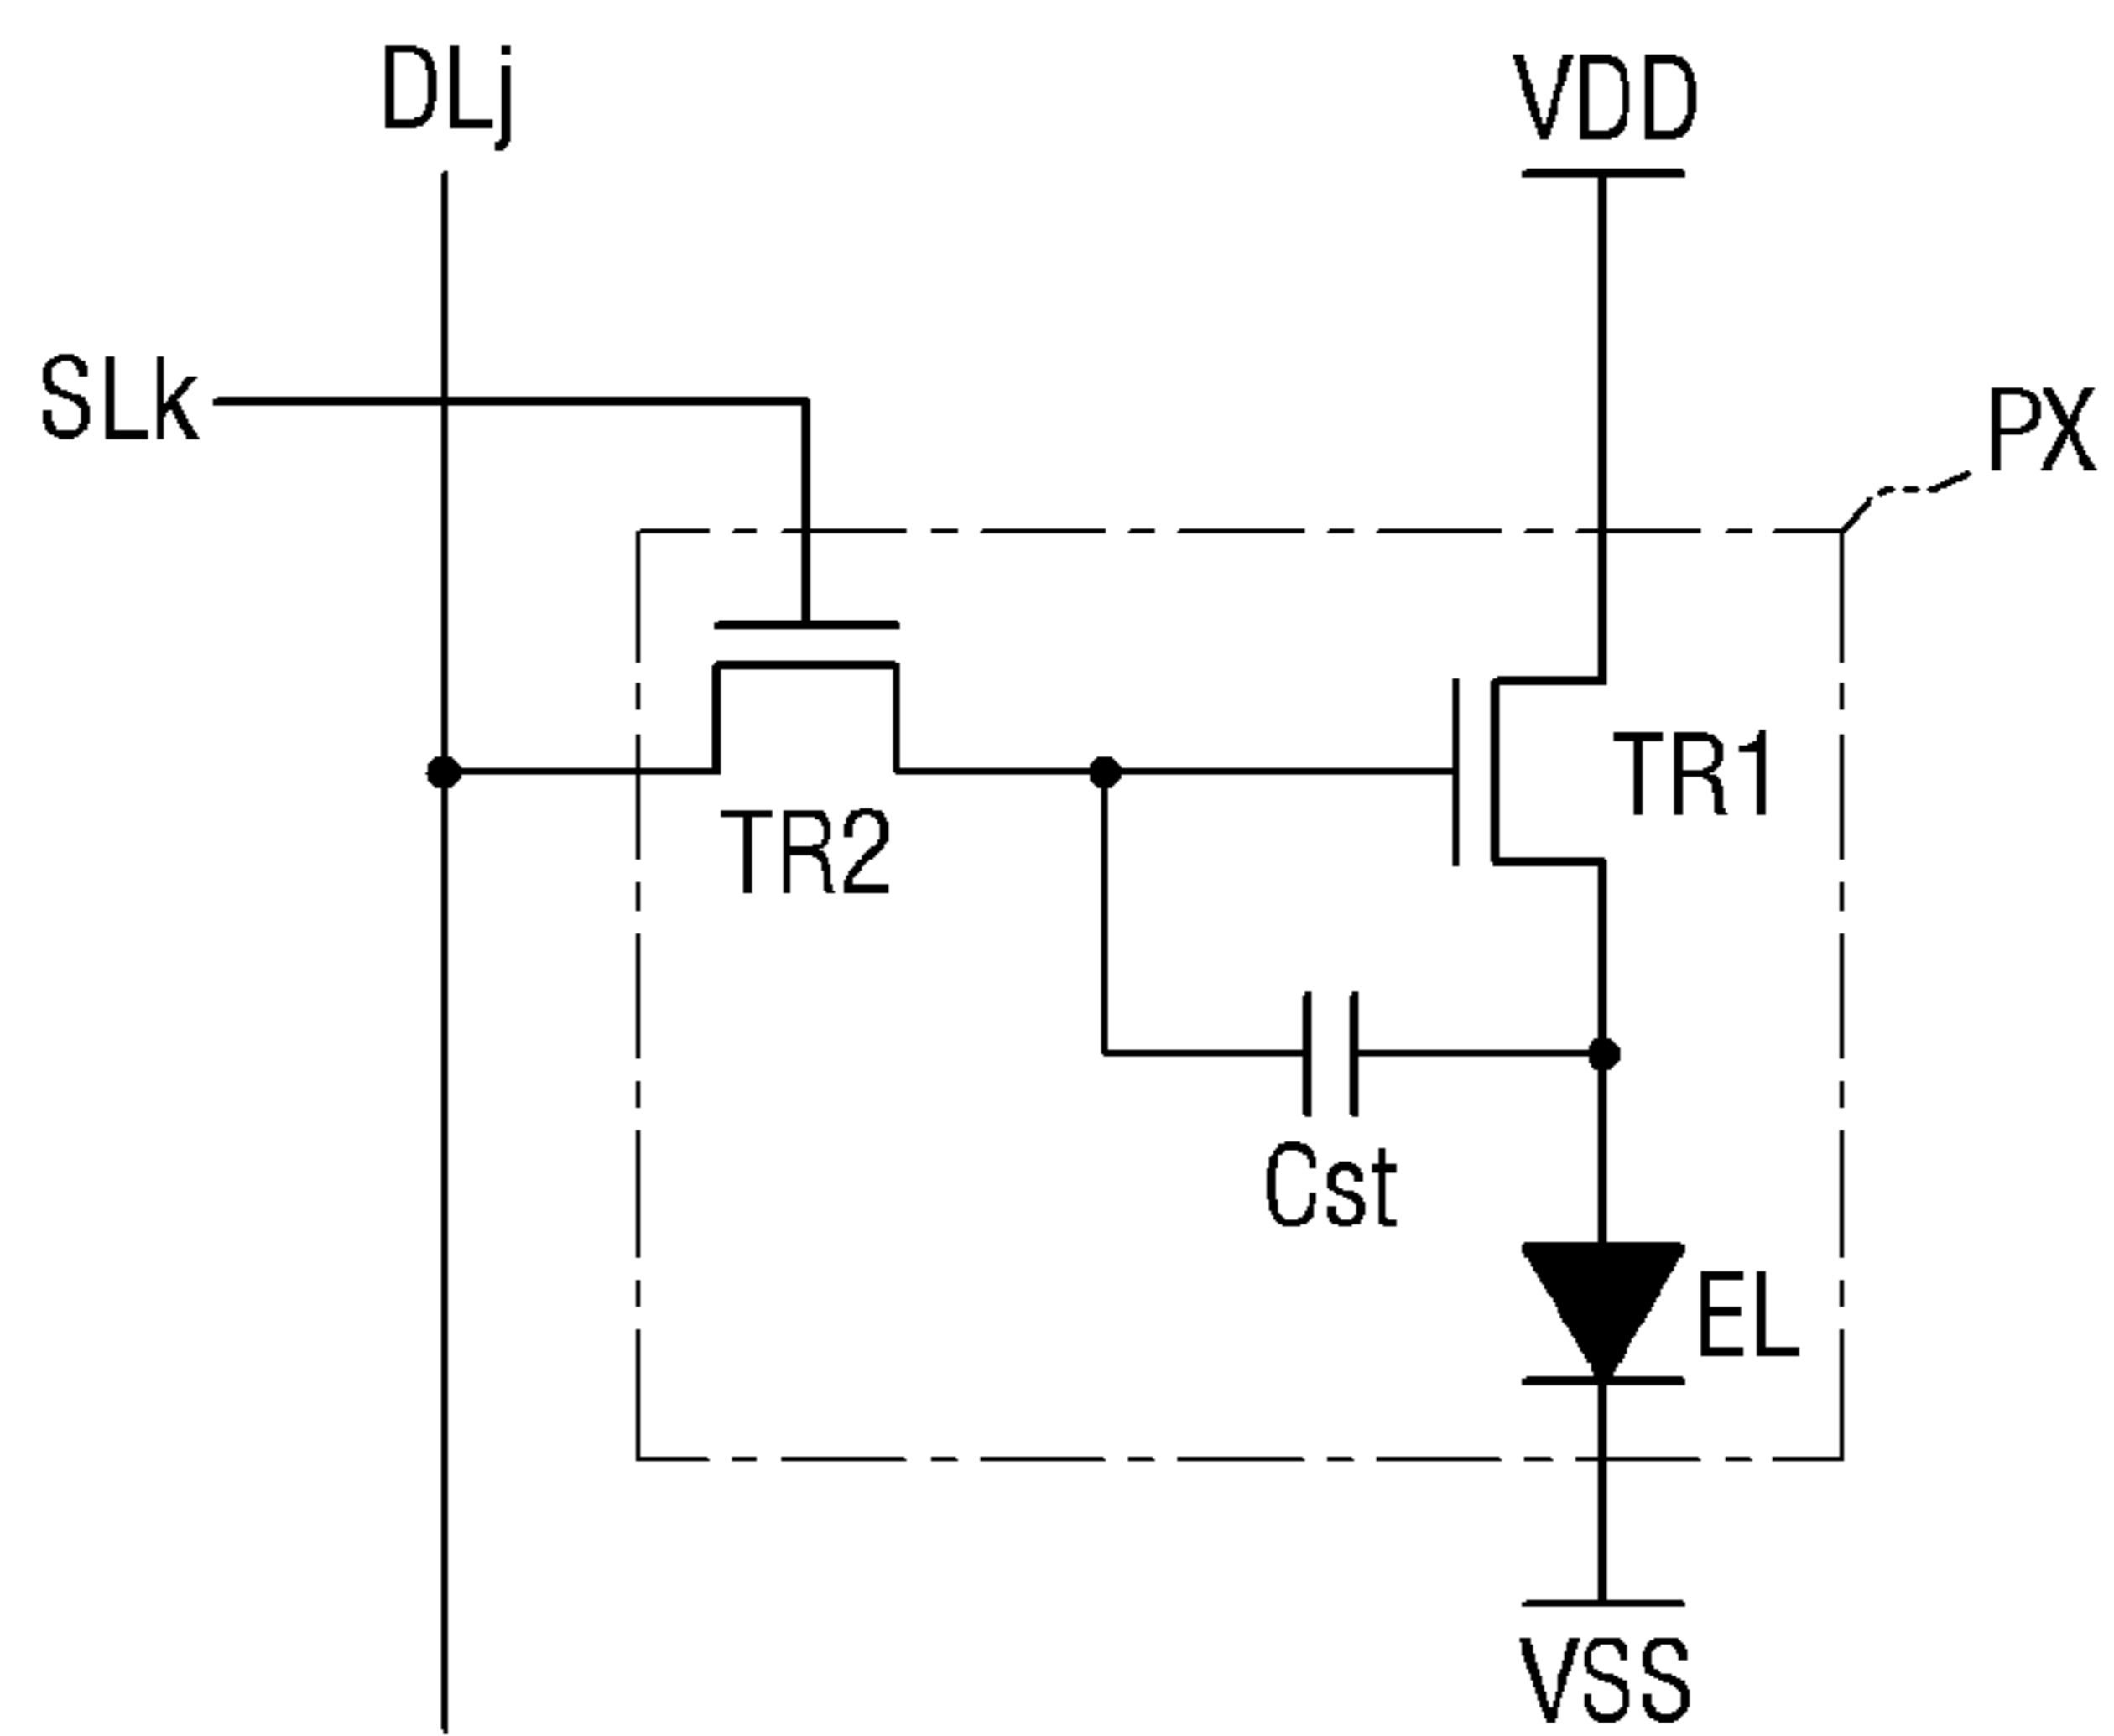 DLj
VDD
SLk
PX
TR1
TR2
Cst
EL
VSS